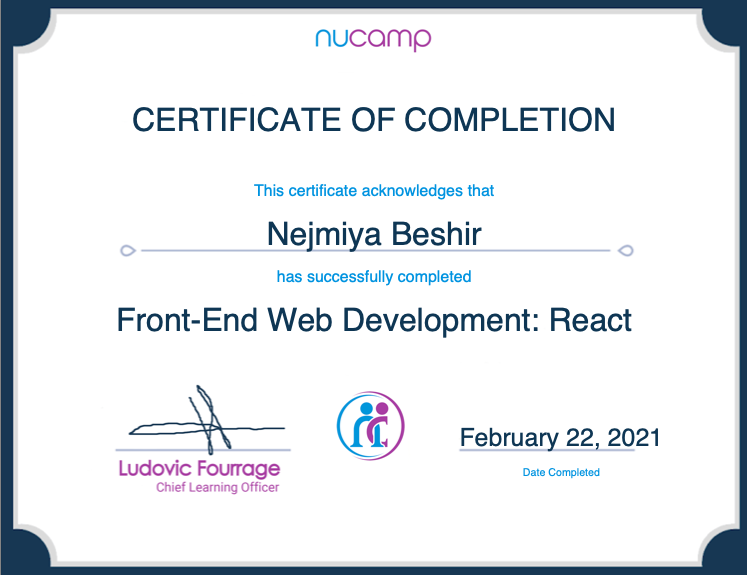 nucamp
CERTIFICATE OF COMPLETION
This certificate acknowledges that
Nejmiya Beshir
has successfully completed
Front-End Web Development: React
nc
February 22, 2021
Ludovic Fourrage
Chief Learning Officer
Date Completed